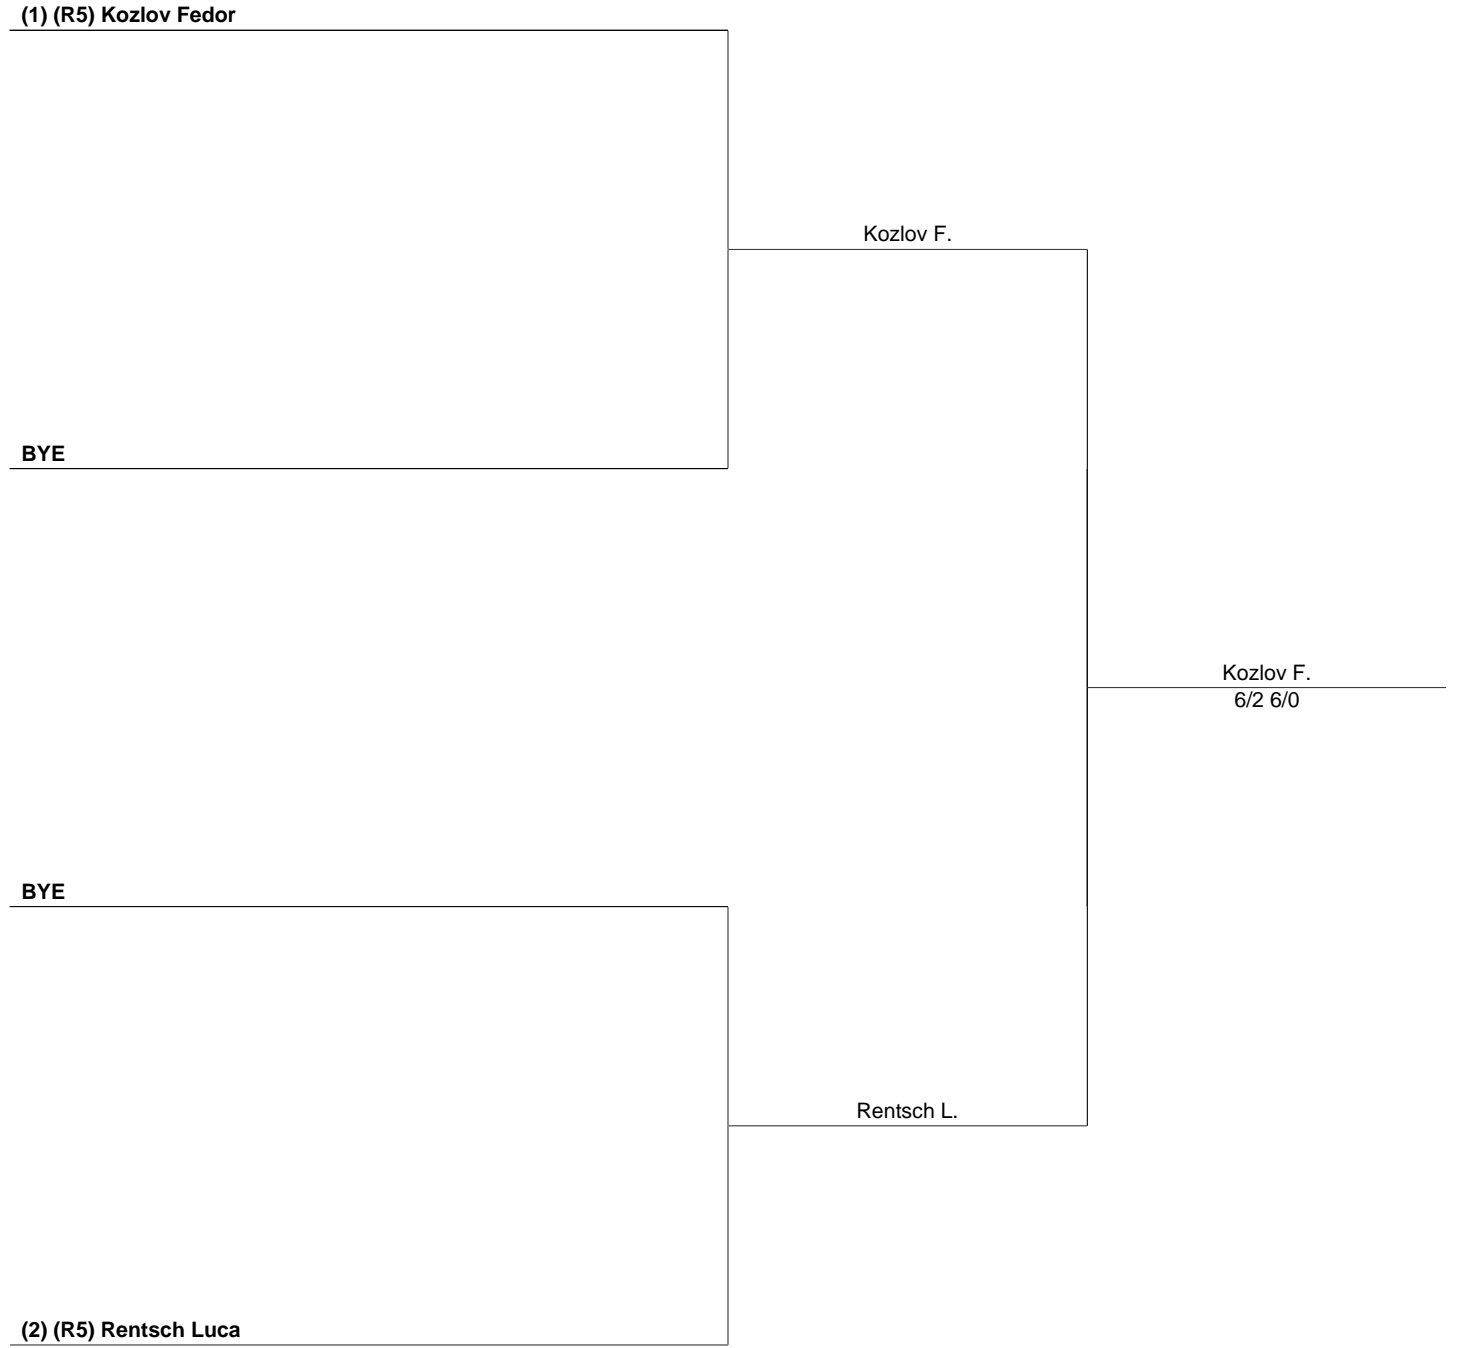 (1) (R5) Kozlov Fedor
Kozlov F.
BYE
Kozlov F.
6/2 6/0
BYE
Rentsch L.
(2) (R5) Rentsch Luca